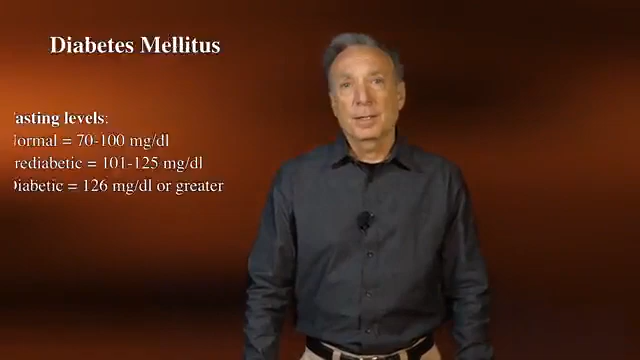 Diabetes Mellitus
asting levels:
ormal = 70-100 mg/dl
rediabetic = 101-125 mg/dl
iabetic = 126 mg/dl or greater